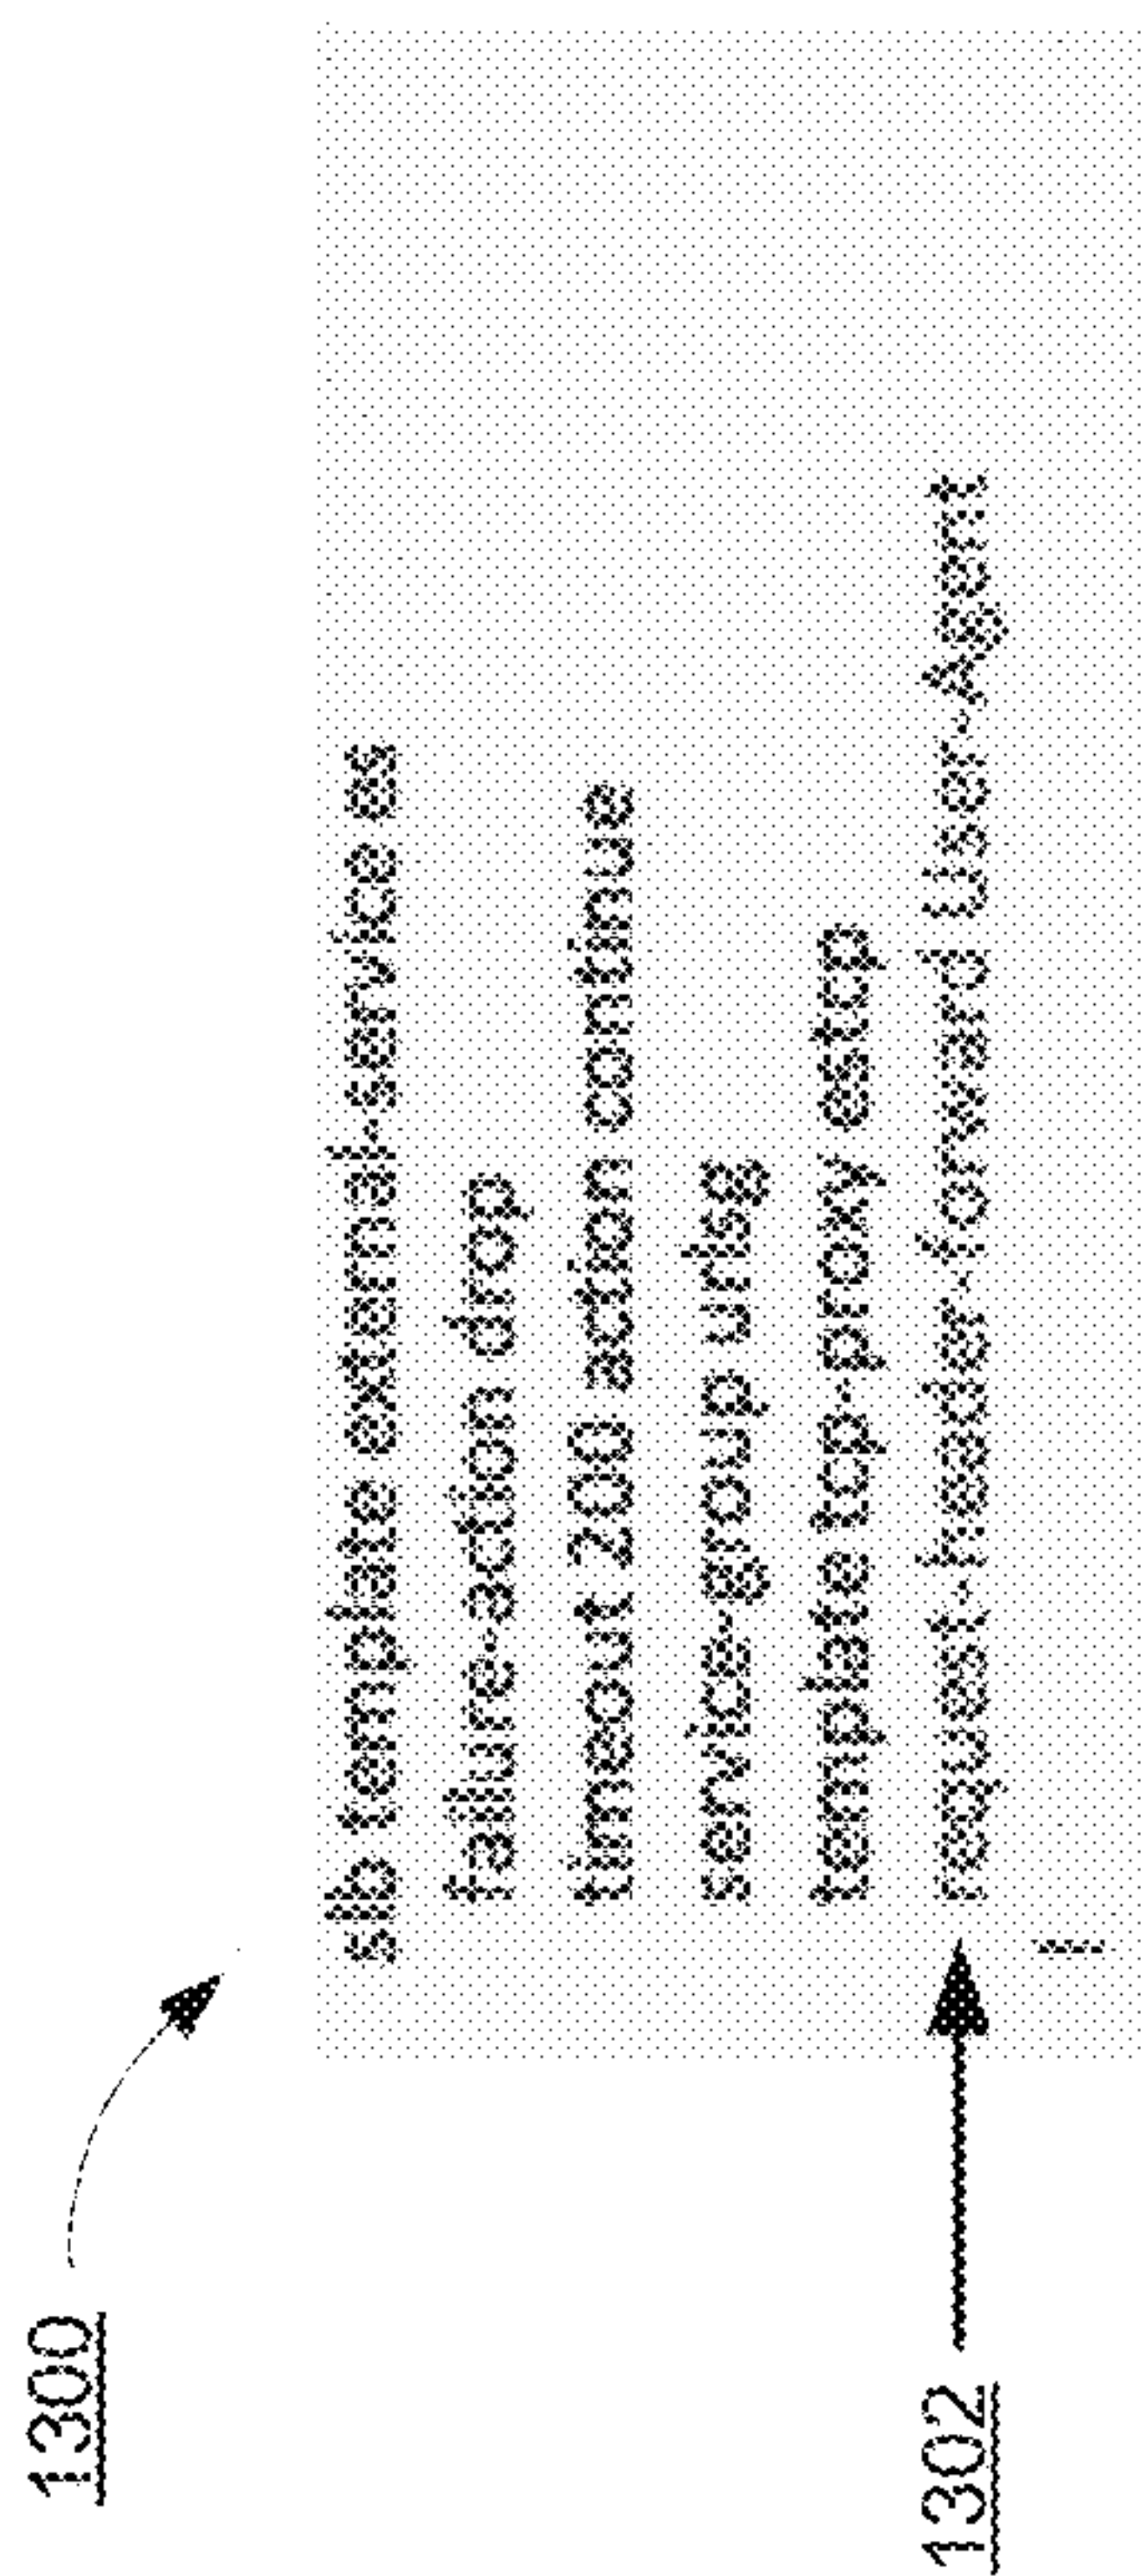 1300
slb template external-service es
failure-action drop
timeout 200 action continue
service-group urlsg
template tcp-proxy estcp
1302
request-header-forward User-Agent
!